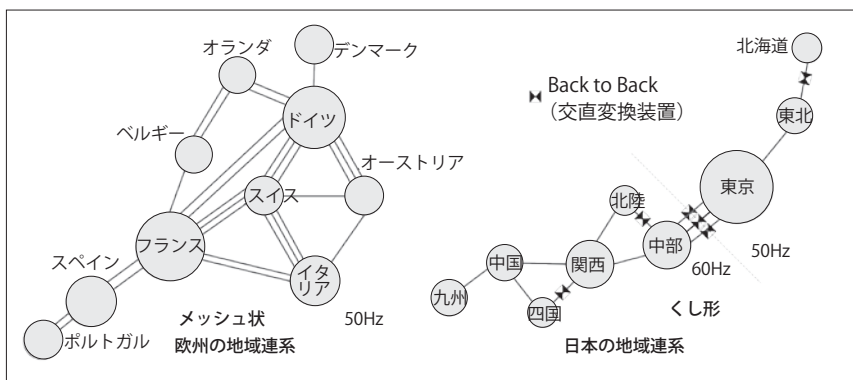 オランダ
デンマーク
ドイツ
ベルギー
オーストリア
スイス
フランス
スペイン
イタ
リア
ポルトガル
50Hz
メッシュ状
欧州の地域連系
北海道
Back to Back
(交直変換装置)
東北
東京
北陸
中部
50Hz
60Hz
中国
関西
九州
四国
くし形
日本の地域連系